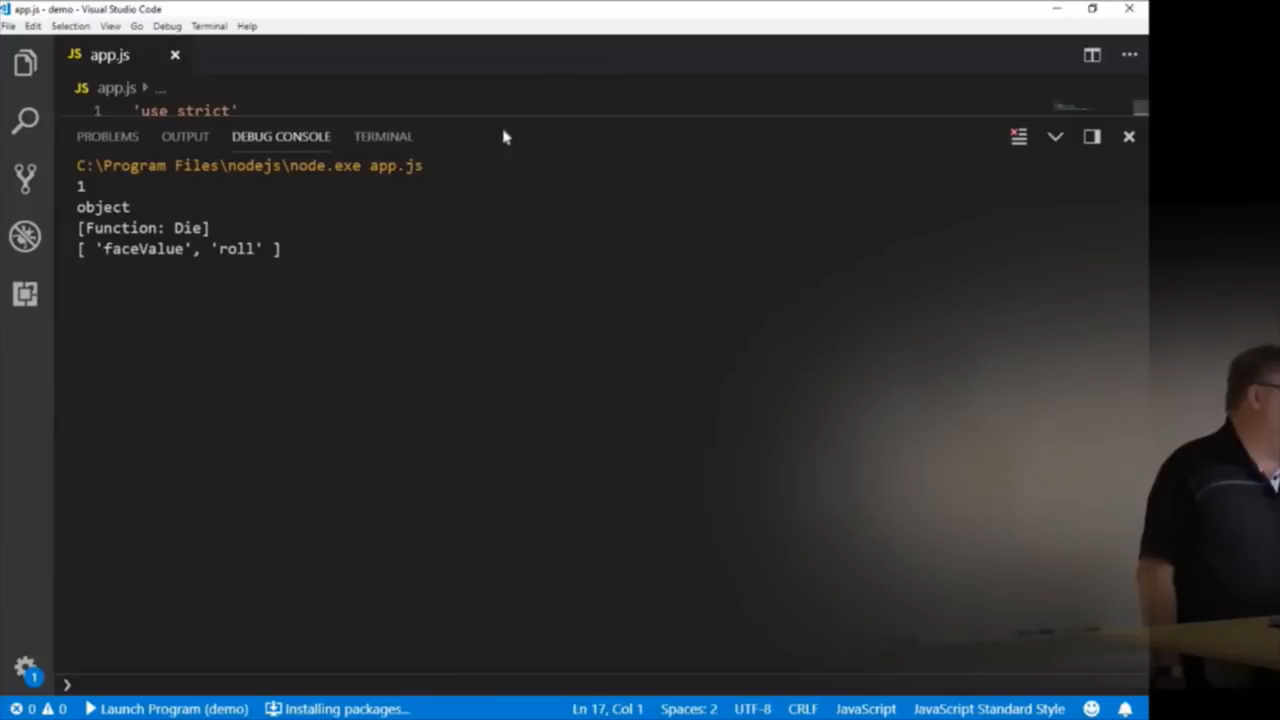 app.js - demo - Visual Studio Code
File Edit Selection View Go Debug Terminal Help
JS app.js
JS app.js ...
1 'use strict'
PROBLEMS OUTPUT DEBUG CONSOLE TERMINAL
C:\Program Files\nodejs\node.exe app.js
1
object
[Function: Die]
[ 'faceValue', 'roll' ]
1
0 0 Launch Program (demo) Installing packages... Ln 17, Col 1 Spaces: 2 UTF-8 CRLF JavaScript JavaScript Standard Style